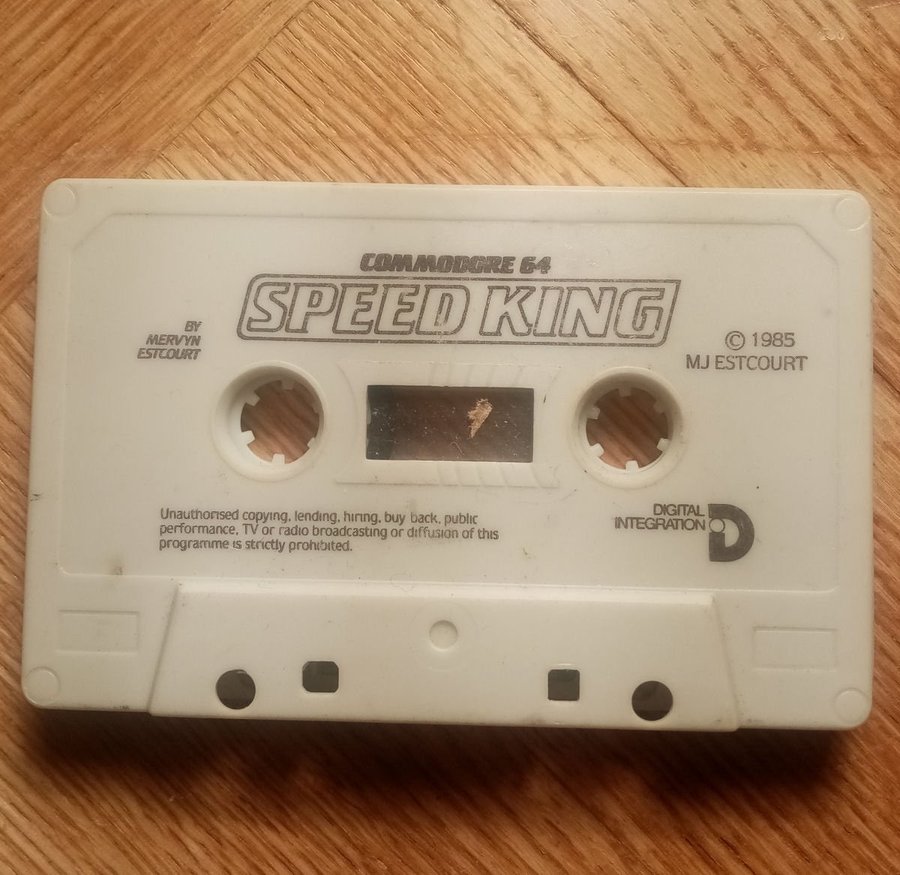 COMMODORE 64
SPEED KING
BY
MERVYN
ESTCOURT
© 1985
MJ ESTCOURT
Unauthorised copying, lending, hiring, buy back, public
performance, TV or radio broadcasting or diffusion of this
programme is strictly prohibited.
DIGITAL
INTEGRATION